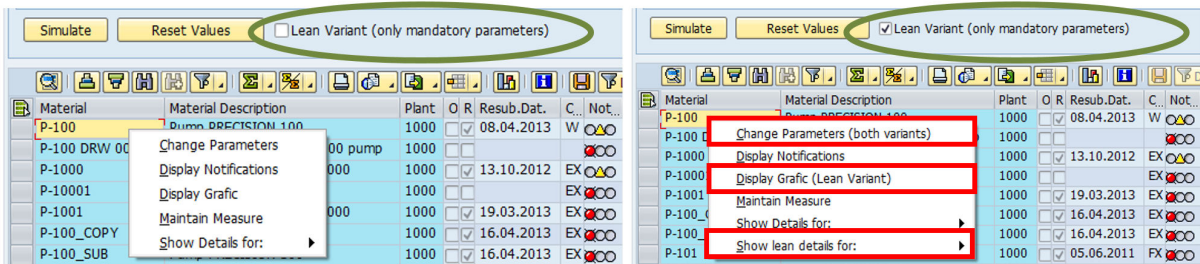 Simulate Reset Values Lean Variant (only mandatory parameters)
Material Material Description Plant O R Resub.Dat. C... Not...
P-100 Pump PRECISION 100 1000 08.04.2013 W
P-100 DRW 00 00 pump 1000
P-1000 000 1000 13.10.2012 EX
P-10001 1000 EX
P-1001 000 1000 19.03.2013 EX
P-100_COPY 1000 16.04.2013 EX
P-100_SUB 1000 16.04.2013 EX
Change Parameters
Display Notifications
Display Grafic
Maintain Measure
Show Details for:
Simulate Reset Values Lean Variant (only mandatory parameters)
Material Material Description Plant O R Resub.Dat. C... Not...
P-100 1000 08.04.2013 W
P-100 D 1000
P-1000 1000 13.10.2012 EX
P-1000 1000 EX
P-1001 1000 19.03.2013 EX
P-100_ 1000 16.04.2013 EX
P-100_ 1000 16.04.2013 EX
P-101 1000 05.06.2011 FX
Change Parameters (both variants)
Display Notifications
Display Grafic (Lean Variant)
Maintain Measure
Show Details for:
Show lean details for: